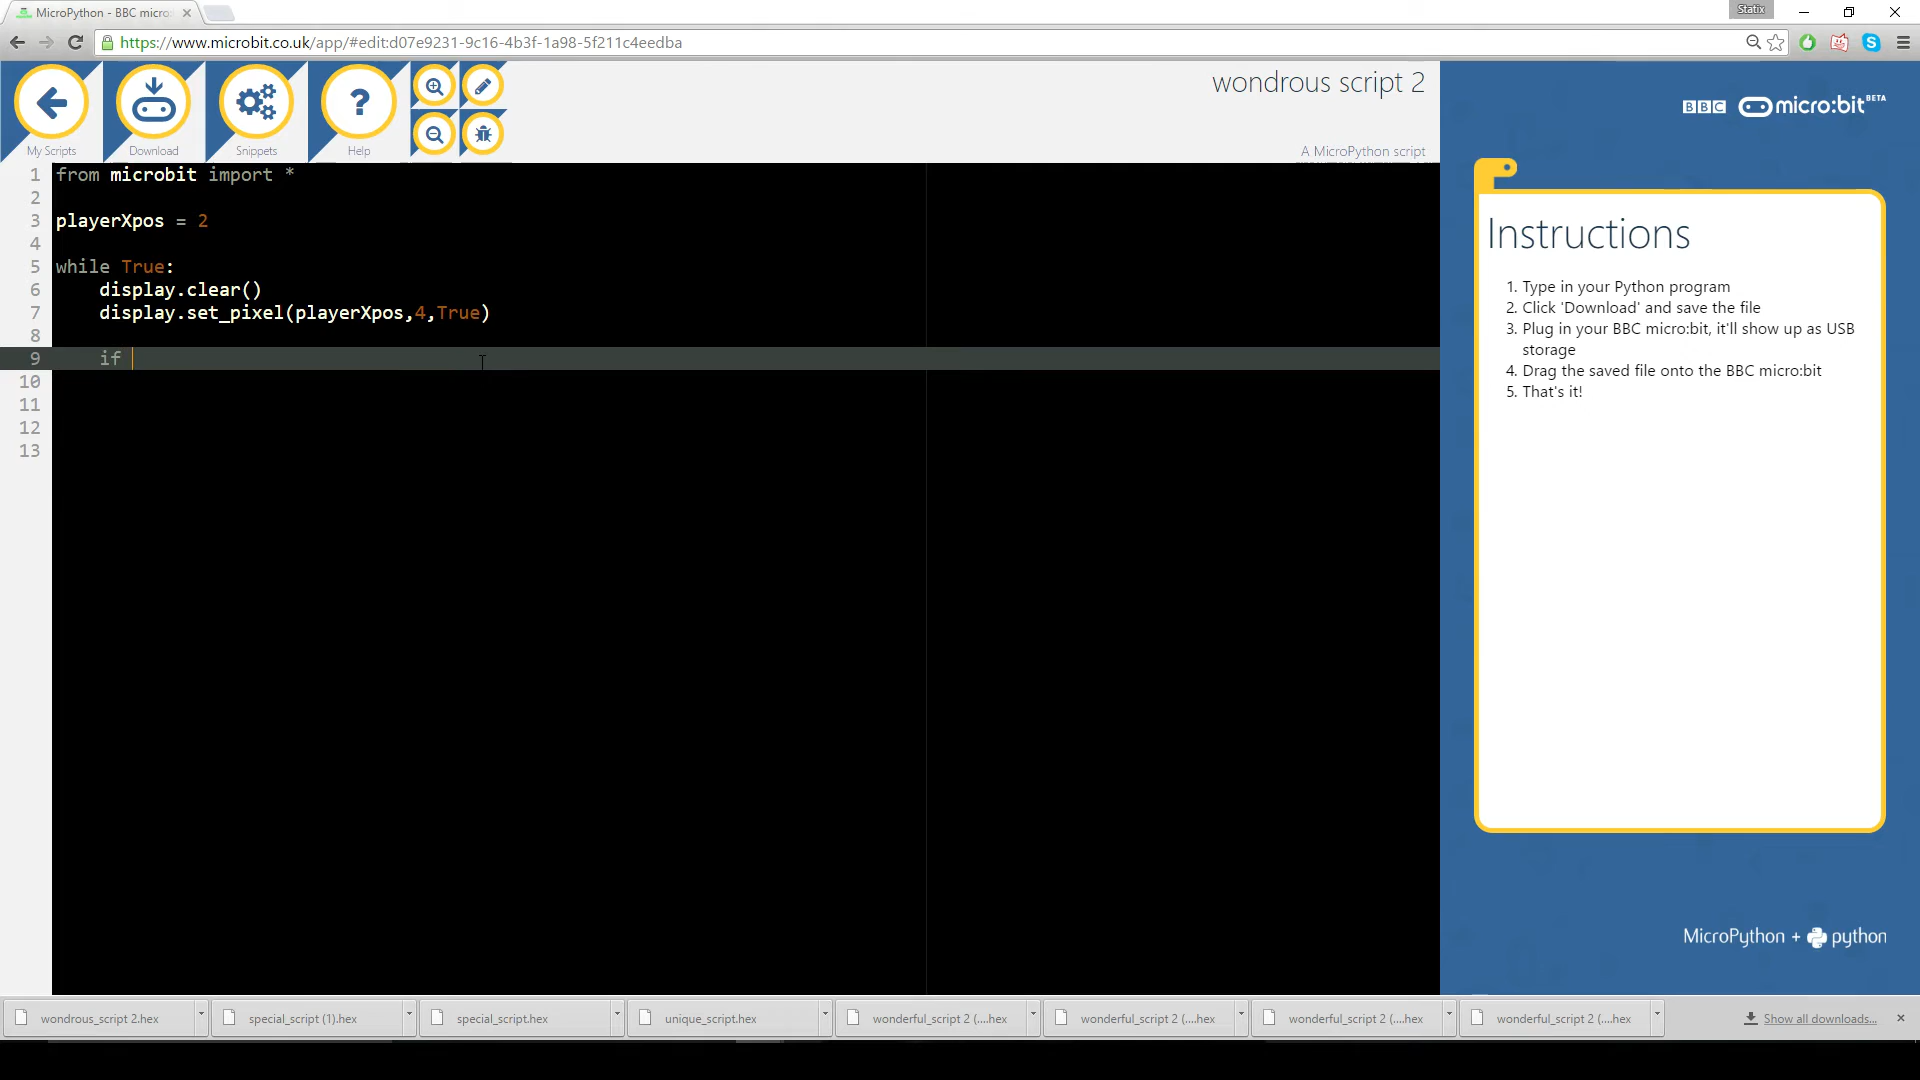 MicroPython - BBC micro:
Statix
https://www.microbit.co.uk/app/#edit:d07e9231-9c16-4b3f-1a98-5f211c4eedba
My Scripts
Download
Snippets
?
Help
wondrous script 2
A MicroPython script
BBC micro:bit BETA
1 from microbit import *
2
3 playerXpos = 2
4
5 while True:
6     display.clear()
7     display.set_pixel(playerXpos,4,True)
8
9     if
10
11
12
13
Instructions
1. Type in your Python program
2. Click 'Download' and save the file
3. Plug in your BBC micro:bit, it'll show up as USB
storage
4. Drag the saved file onto the BBC micro:bit
5. That's it!
MicroPython + python
wondrous_script 2.hex
special_script (1).hex
special_script.hex
unique_script.hex
wonderful_script 2 (....hex
wonderful_script 2 (....hex
wonderful_script 2 (....hex
wonderful_script 2 (....hex
Show all downloads...